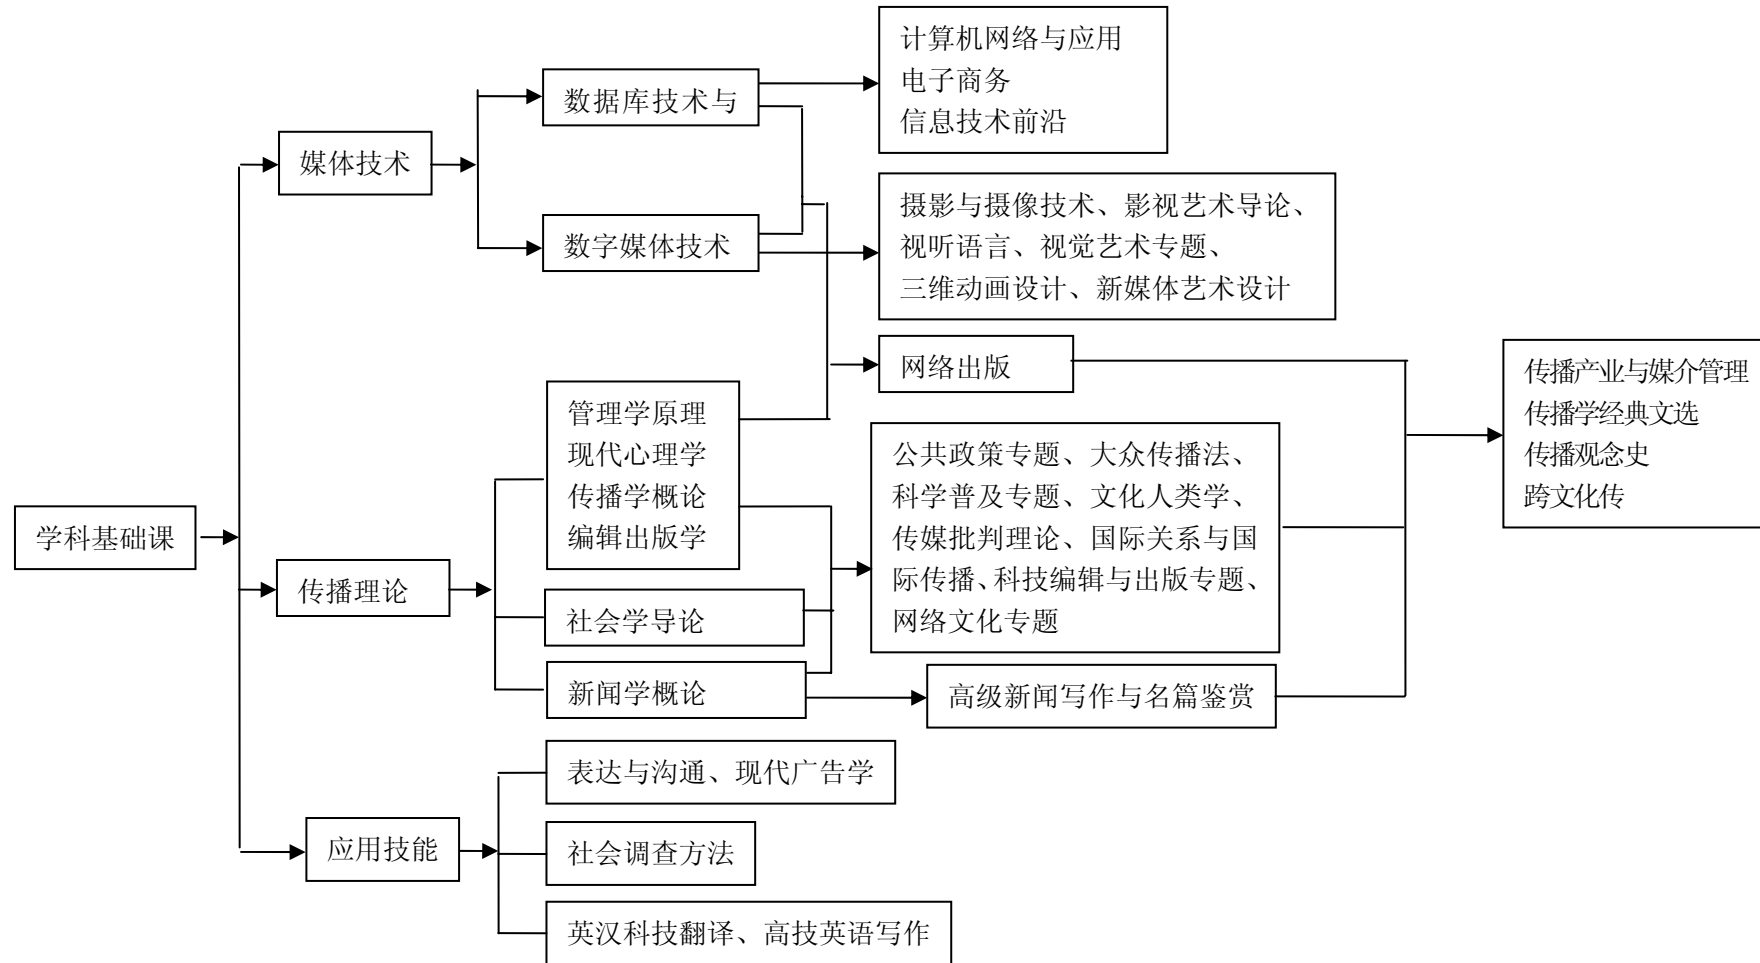 计算机网络与应用
电子商务
信息技术前沿
数据库技术与
媒体技术
摄影与摄像技术、影视艺术导论、
视听语言、视觉艺术专题、
三维动画设计、新媒体艺术设计
数字媒体技术
网络出版
传播产业与媒介管理
传播学经典文选
传播观念史
跨文化传
管理学原理
现代心理学
传播学概论
编辑出版学
公共政策专题、大众传播法、
科学普及专题、文化人类学、
传媒批判理论、国际关系与国
际传播、科技编辑与出版专题、
网络文化专题
学科基础课
传播理论
社会学导论
新闻学概论
高级新闻写作与名篇鉴赏
表达与沟通、现代广告学
应用技能
社会调查方法
英汉科技翻译、高技英语写作